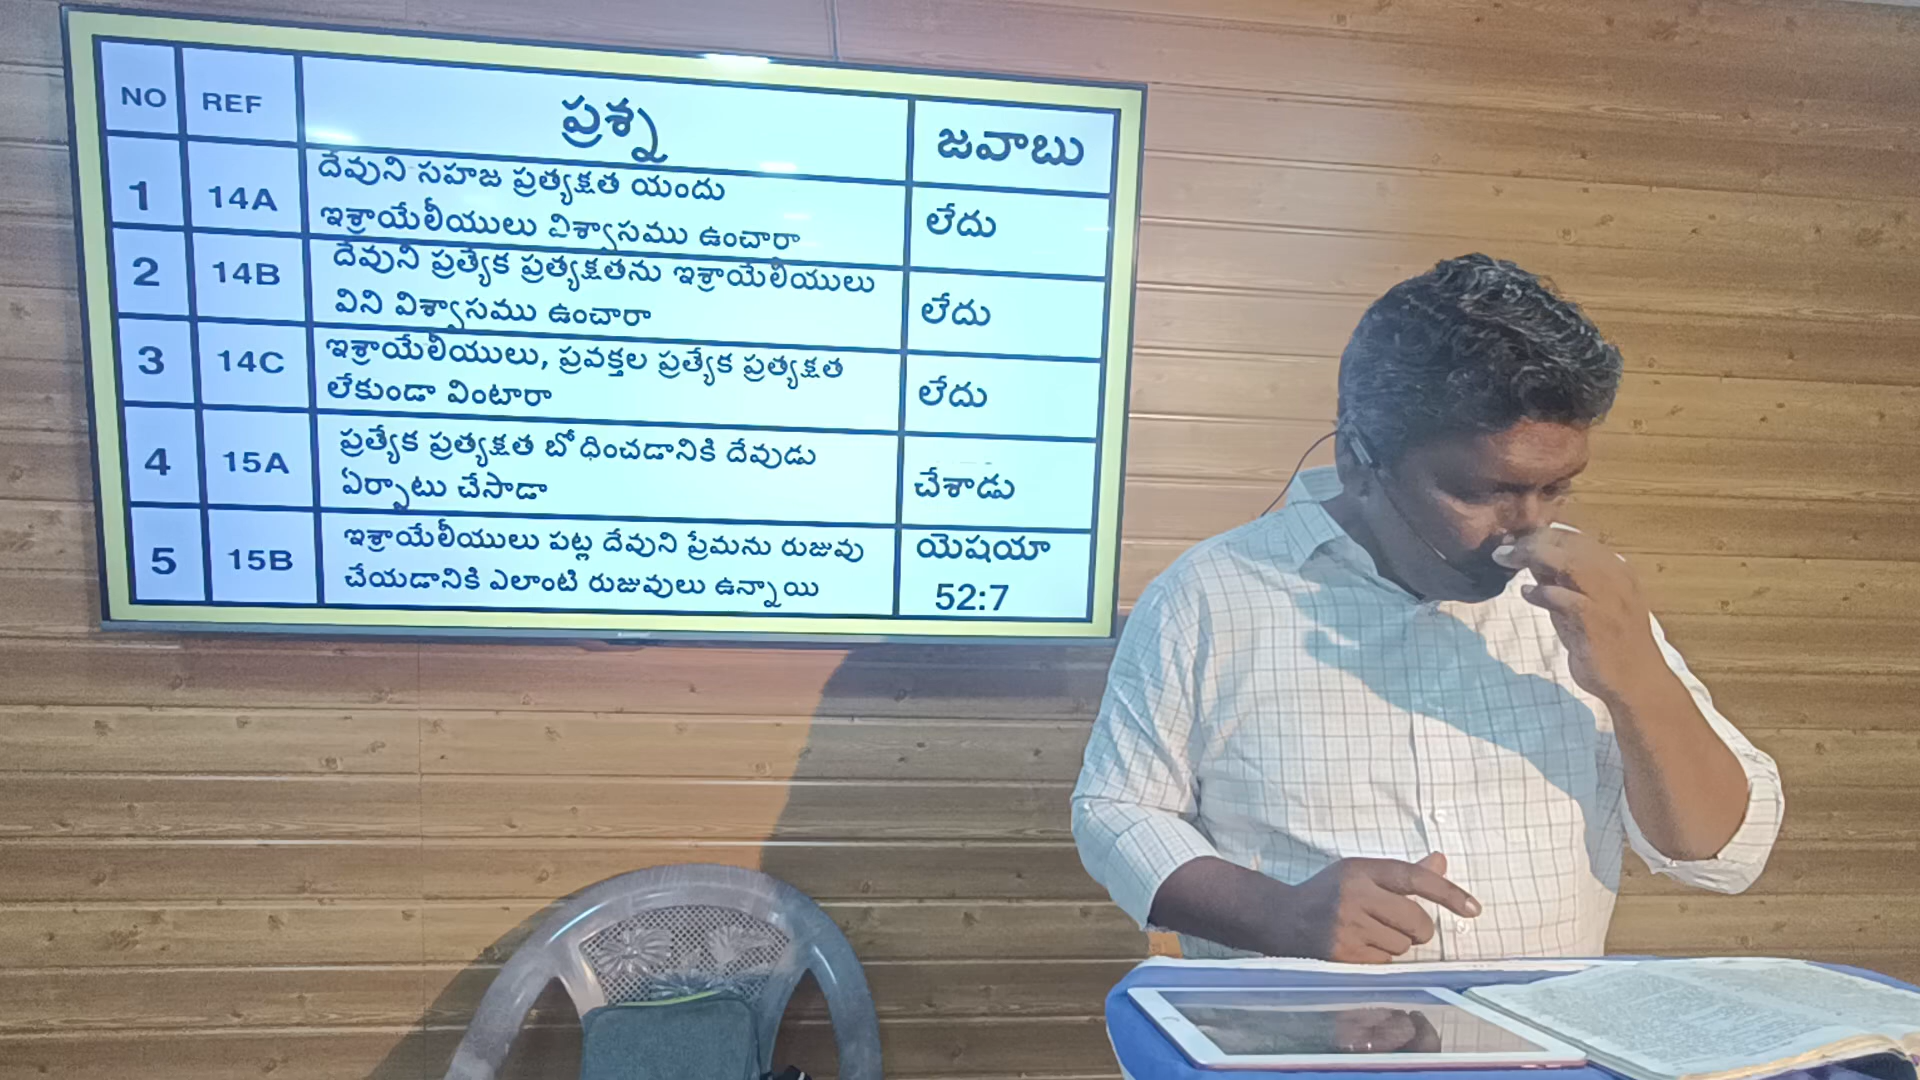 NO REF ప్రశ్న జవాబు
1 14A దేవుని సహజ ప్రత్యక్షత యందు
ఇశ్రాయేలీయులు విశ్వాసము ఉంచారా లేదు
2 14B దేవుని ప్రత్యేక ప్రత్యక్షతను ఇశ్రాయేలీయులు
విని విశ్వాసము ఉంచారా లేదు
3 14C ఇశ్రాయేలీయులు, ప్రవక్తల ప్రత్యేక ప్రత్యక్షత
లేకుండా వింటారా లేదు
4 15A ప్రత్యేక ప్రత్యక్షత బోధించడానికి దేవుడు
ఏర్పాటు చేసాడా చేశాడు
5 15B ఇశ్రాయేలీయులు పట్ల దేవుని ప్రేమను రుజువు యెషయా
చేయడానికి ఎలాంటి రుజువులు ఉన్నాయి 52:7